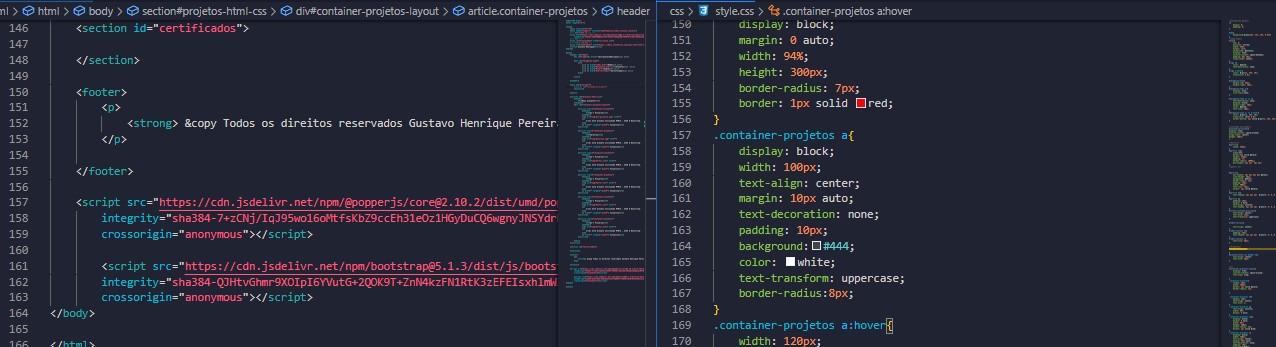 ml > html > body > section#projetos-html-css > div#container-projetos-layout > article.container-projetos > header
146 <section id="certificados">
147
148 </section>
149
150 <footer>
151 <p>
152 <strong> &copy Todos os direitos reservados Gustavo Henrique Pereir
153 </p>
154
155 </footer>
156
157 <script src="https://cdn.jsdelivr.net/npm/@popperjs/core@2.10.2/dist/umd/po
158 integrity="sha384-7+zCNj/IqJ95wo16oMtfsKbZ9ccEh31eOz1HGyDuCQ6wgnyJNSYdr
159 crossorigin="anonymous"></script>
160
161 <script src="https://cdn.jsdelivr.net/npm/bootstrap@5.1.3/dist/js/boots
162 integrity="sha384-QJHtvGhmr9XOIpI6YVutG+2QOK9T+ZnN4kzFN1RtK3zEFEIsxhlmW
163 crossorigin="anonymous"></script>
164 </body>
165
166 </html>
css > style.css > .container-projetos a:hover
150 display: block;
151 margin: 0 auto;
152 width: 94%;
153 height: 300px;
154 border-radius: 7px;
155 border: 1px solid red;
156 }
157 .container-projetos a{
158 display: block;
159 width: 100px;
160 text-align: center;
161 margin: 10px auto;
162 text-decoration: none;
163 padding: 10px;
164 background: #444;
165 color: white;
166 text-transform: uppercase;
167 border-radius:8px;
168 }
169 .container-projetos a:hover{
170 width: 120px;